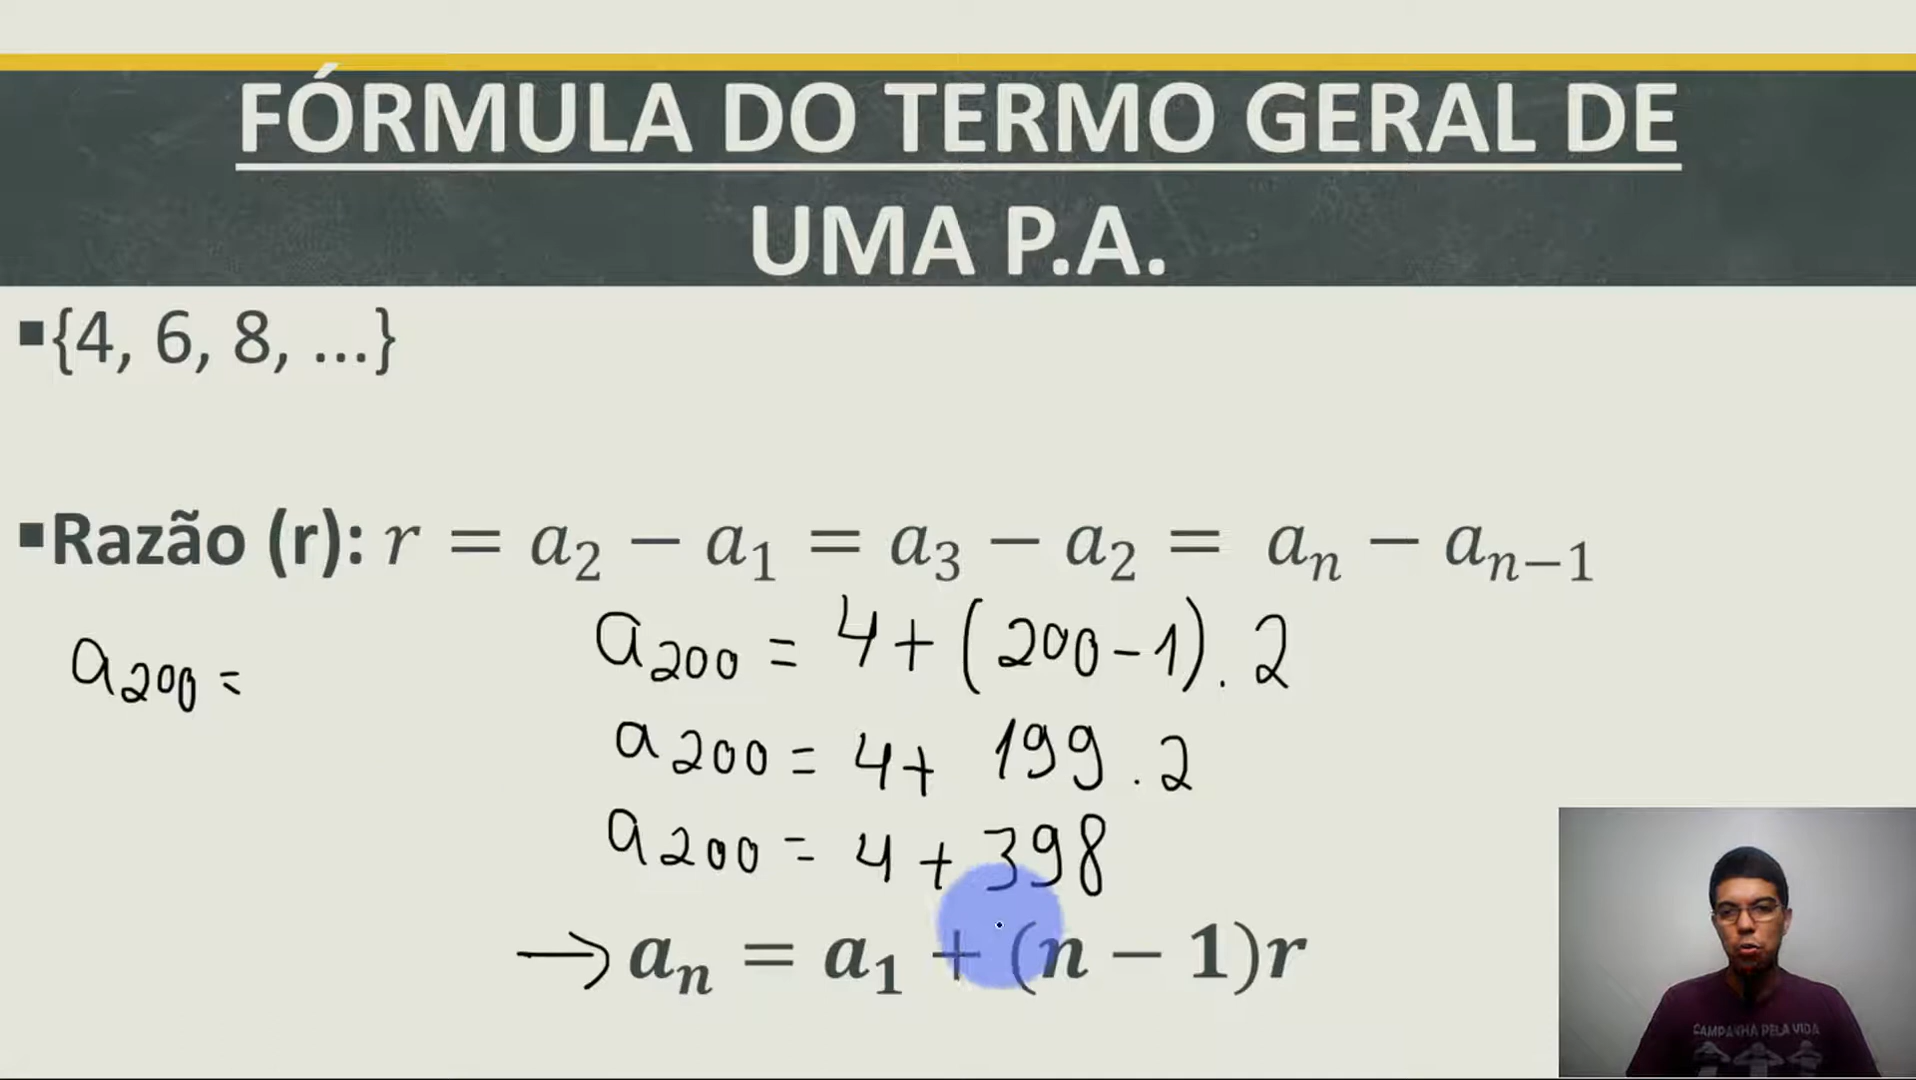 FÓRMULA DO TERMO GERAL DE
UMA P.A.
▪{4, 6, 8, ...}
▪Razão (r): r = a₂ − a₁ = a₃ − a₂ = aₙ − aₙ₋₁
a₂₀₀ =
a₂₀₀ = 4 + (200 - 1) . 2
a₂₀₀ = 4 + 199 . 2
a₂₀₀ = 4 + 398
→ aₙ = a₁ + (n − 1)r
CAMPANHA PELA VIDA